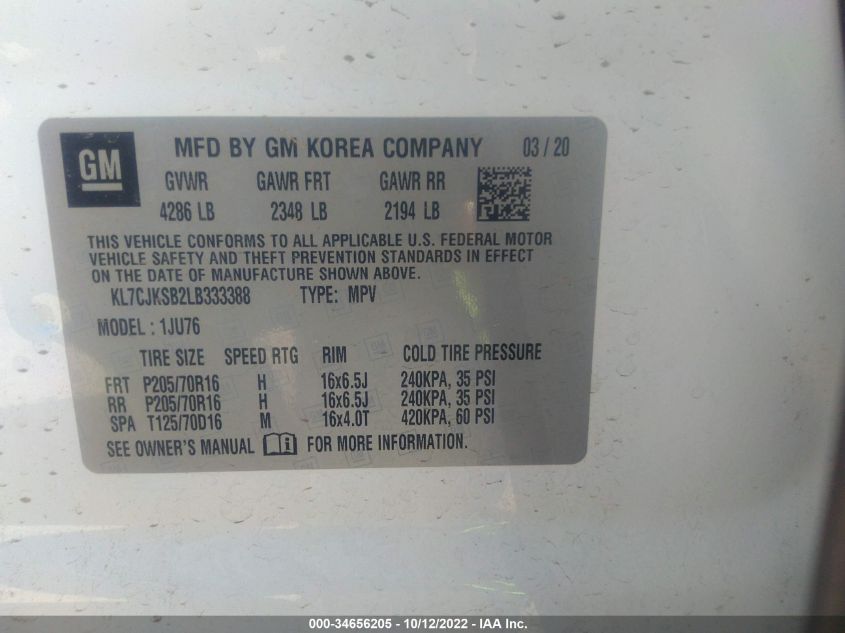 GM MFD BY GM KOREA COMPANY 03 / 20
GVWR GAWR FRT GAWR RR
4286 LB 2348 LB 2194 LB
THIS VEHICLE CONFORMS TO ALL APPLICABLE U.S. FEDERAL MOTOR
VEHICLE SAFETY AND THEFT PREVENTION STANDARDS IN EFFECT
ON THE DATE OF MANUFACTURE SHOWN ABOVE.
KL7CJKSB2LB333388 TYPE: MPV
MODEL : 1JU76
TIRE SIZE SPEED RTG RIM COLD TIRE PRESSURE
FRT P205/70R16 H 16x6.5J 240KPA, 35 PSI
RR P205/70R16 H 16x6.5J 240KPA, 35 PSI
SPA T125/70D16 M 16x4.0T 420KPA, 60 PSI
SEE OWNER'S MANUAL FOR MORE INFORMATION.
000-34656205 - 10/12/2022 - IAA Inc.